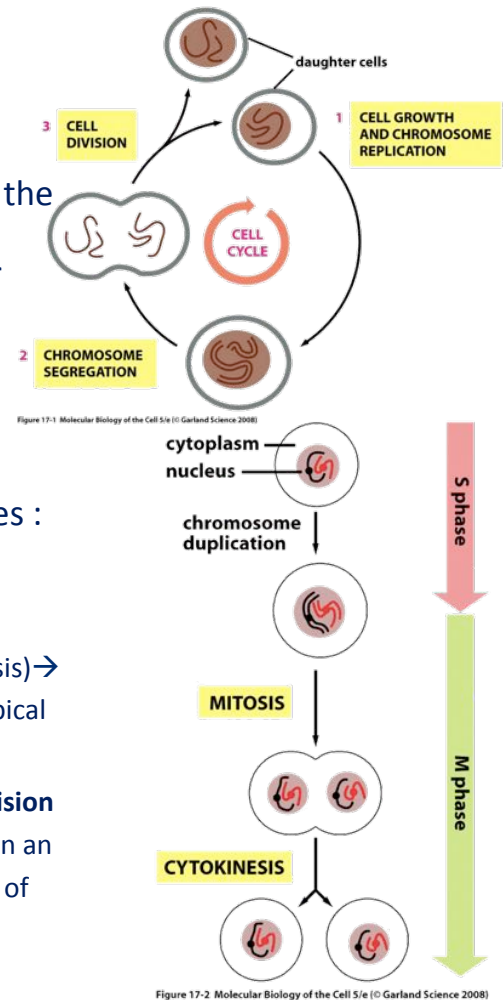 daughter cells
3 CELL
DIVISION
1 CELL GROWTH
AND CHROMOSOME
REPLICATION
the
CELL
CYCLE
2 CHROMOSOME
SEGREGATION
Figure 17-1 Molecular Biology of the Cell 5/e (© Garland Science 2008)
cytoplasm
nucleus
S phase
es :
chromosome
duplication
sis)→
MITOSIS
pical
M phase
ision
n an
CYTOKINESIS
of
Figure 17-2 Molecular Biology of the Cell 5/e (© Garland Science 2008)